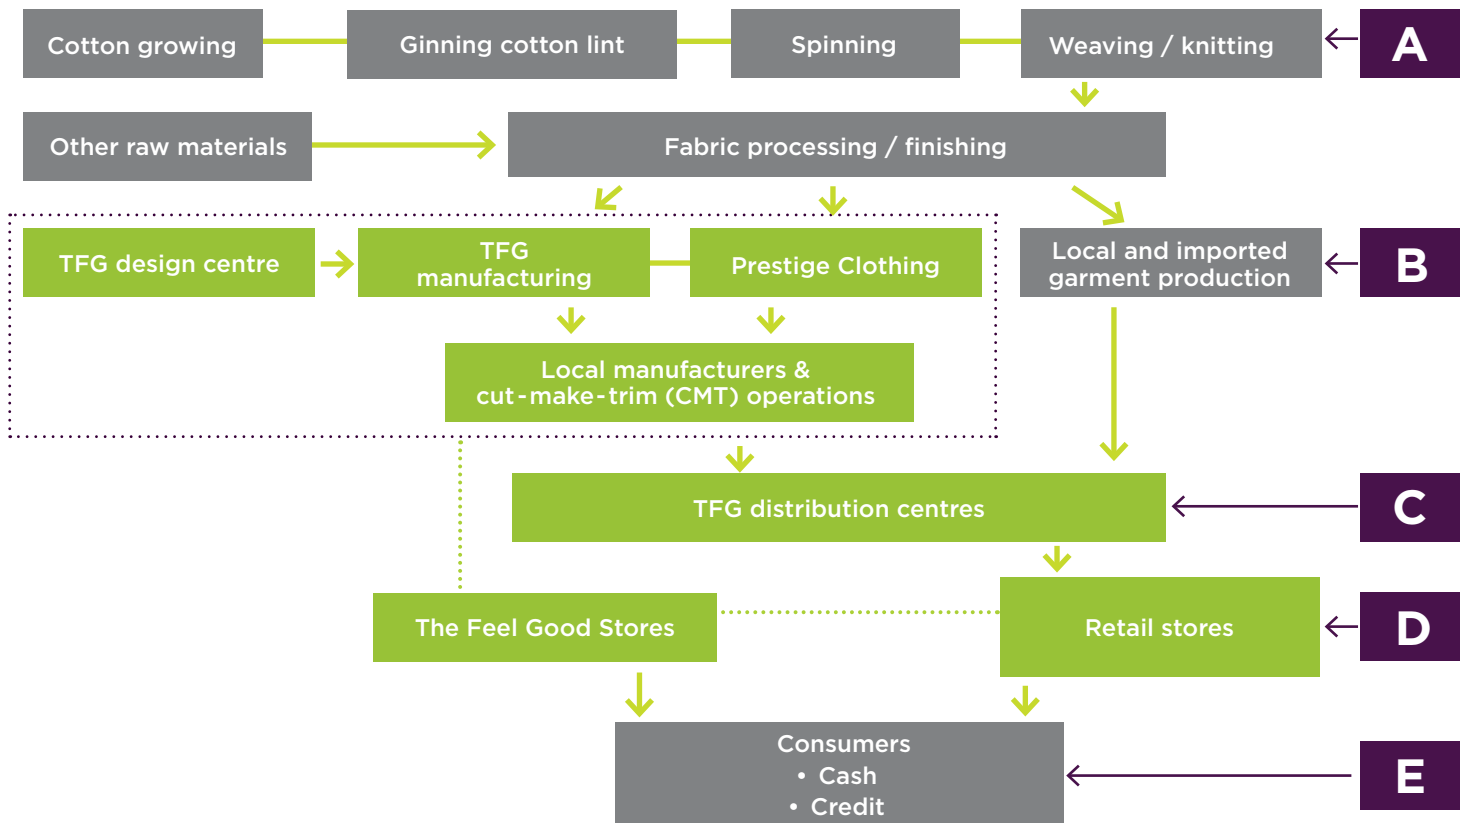 Cotton growing
Ginning cotton lint
Spinning
Weaving / knitting
A
Other raw materials
Fabric processing / finishing
TFG design centre
TFG
manufacturing
Prestige Clothing
Local and imported
garment production
B
Local manufacturers &
cut-make-trim (CMT) operations
TFG distribution centres
C
The Feel Good Stores
Retail stores
D
Consumers
• Cash
• Credit
E